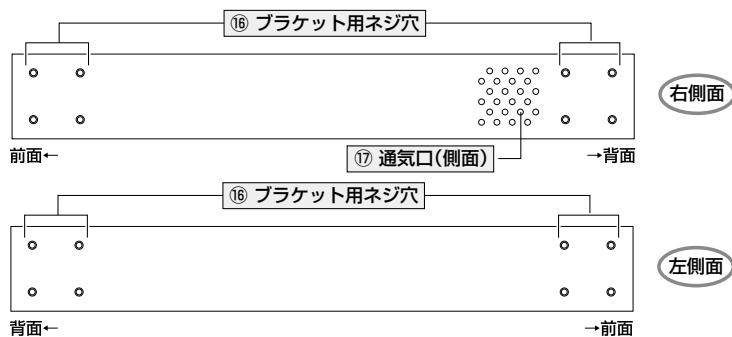 ⑯ ブラケット用ネジ穴
右側面
前面←
⑰ 通気口(側面)
→背面
⑯ ブラケット用ネジ穴
左側面
背面←
→前面